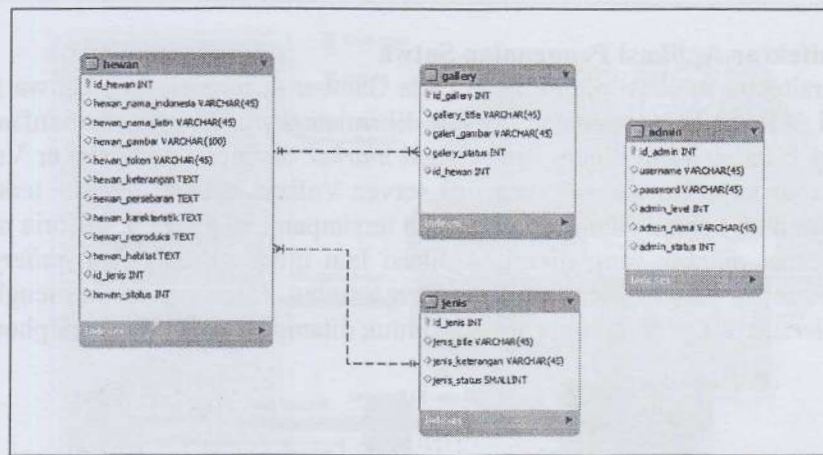 hewan
id_hewan INT
hewan_nama_indonesia VARCHAR(45)
hewan_nama_latin VARCHAR(45)
hewan_gambar VARCHAR(100)
hewan_token VARCHAR(45)
hewan_keterangan TEXT
hewan_persebaran TEXT
hewan_karekteristik TEXT
hewan_reproduksi TEXT
hewan_habitat TEXT
id_jenis INT
hewan_status INT
Indexes
gallery
id_gallery INT
gallery_title VARCHAR(45)
galeri_gambar VARCHAR(45)
galery_status INT
id_hewan INT
Indexes
admin
id_admin INT
username VARCHAR(45)
password VARCHAR(45)
admin_level INT
admin_nama VARCHAR(45)
admin_status INT
Indexes
jenis
id_jenis INT
jenis_title VARCHAR(45)
jenis_keterangan VARCHAR(45)
jenis_status SMALLINT
Indexes